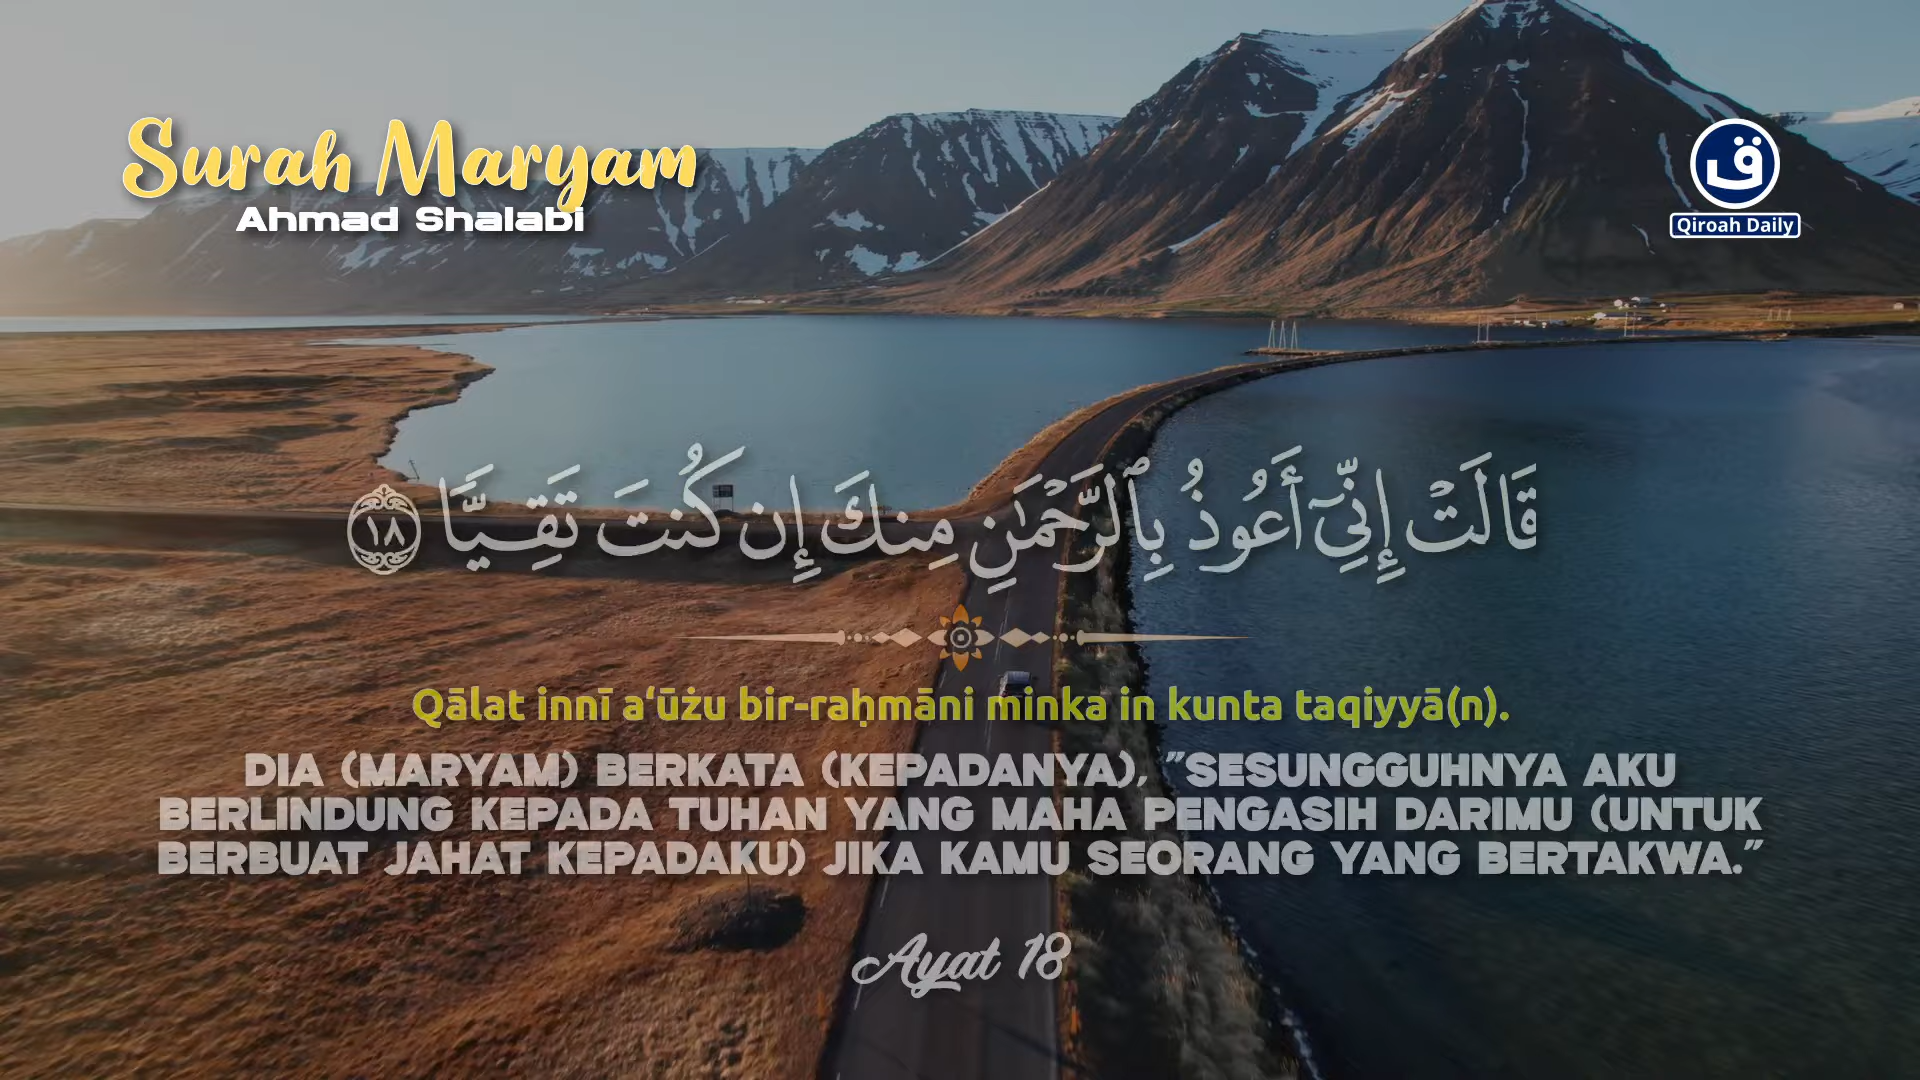 Surah Maryam
Ahmad Shalabi
ق
Qiroah Daily
قَالَتْ إِنِّىٓ أَعُوذُ بِٱلرَّحْمَـٰنِ مِنكَ إِن كُنتَ تَقِيًّا ١٨
Qālat innī a‘ūżu bir-raḥmāni minka in kunta taqiyyā(n).
DIA (MARYAM) BERKATA (KEPADANYA), "SESUNGGUHNYA AKU
BERLINDUNG KEPADA TUHAN YANG MAHA PENGASIH DARIMU (UNTUK
BERBUAT JAHAT KEPADAKU) JIKA KAMU SEORANG YANG BERTAKWA."
Ayat 18